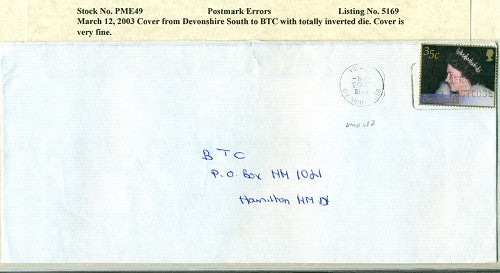 Stock No. PME49 Postmark Errors Listing No. 5169
March 12, 2003 Cover from Devonshire South to BTC with totally inverted die. Cover is
very fine.
35c
BTC
P.O. Box HM 1021
Hamilton HM DX